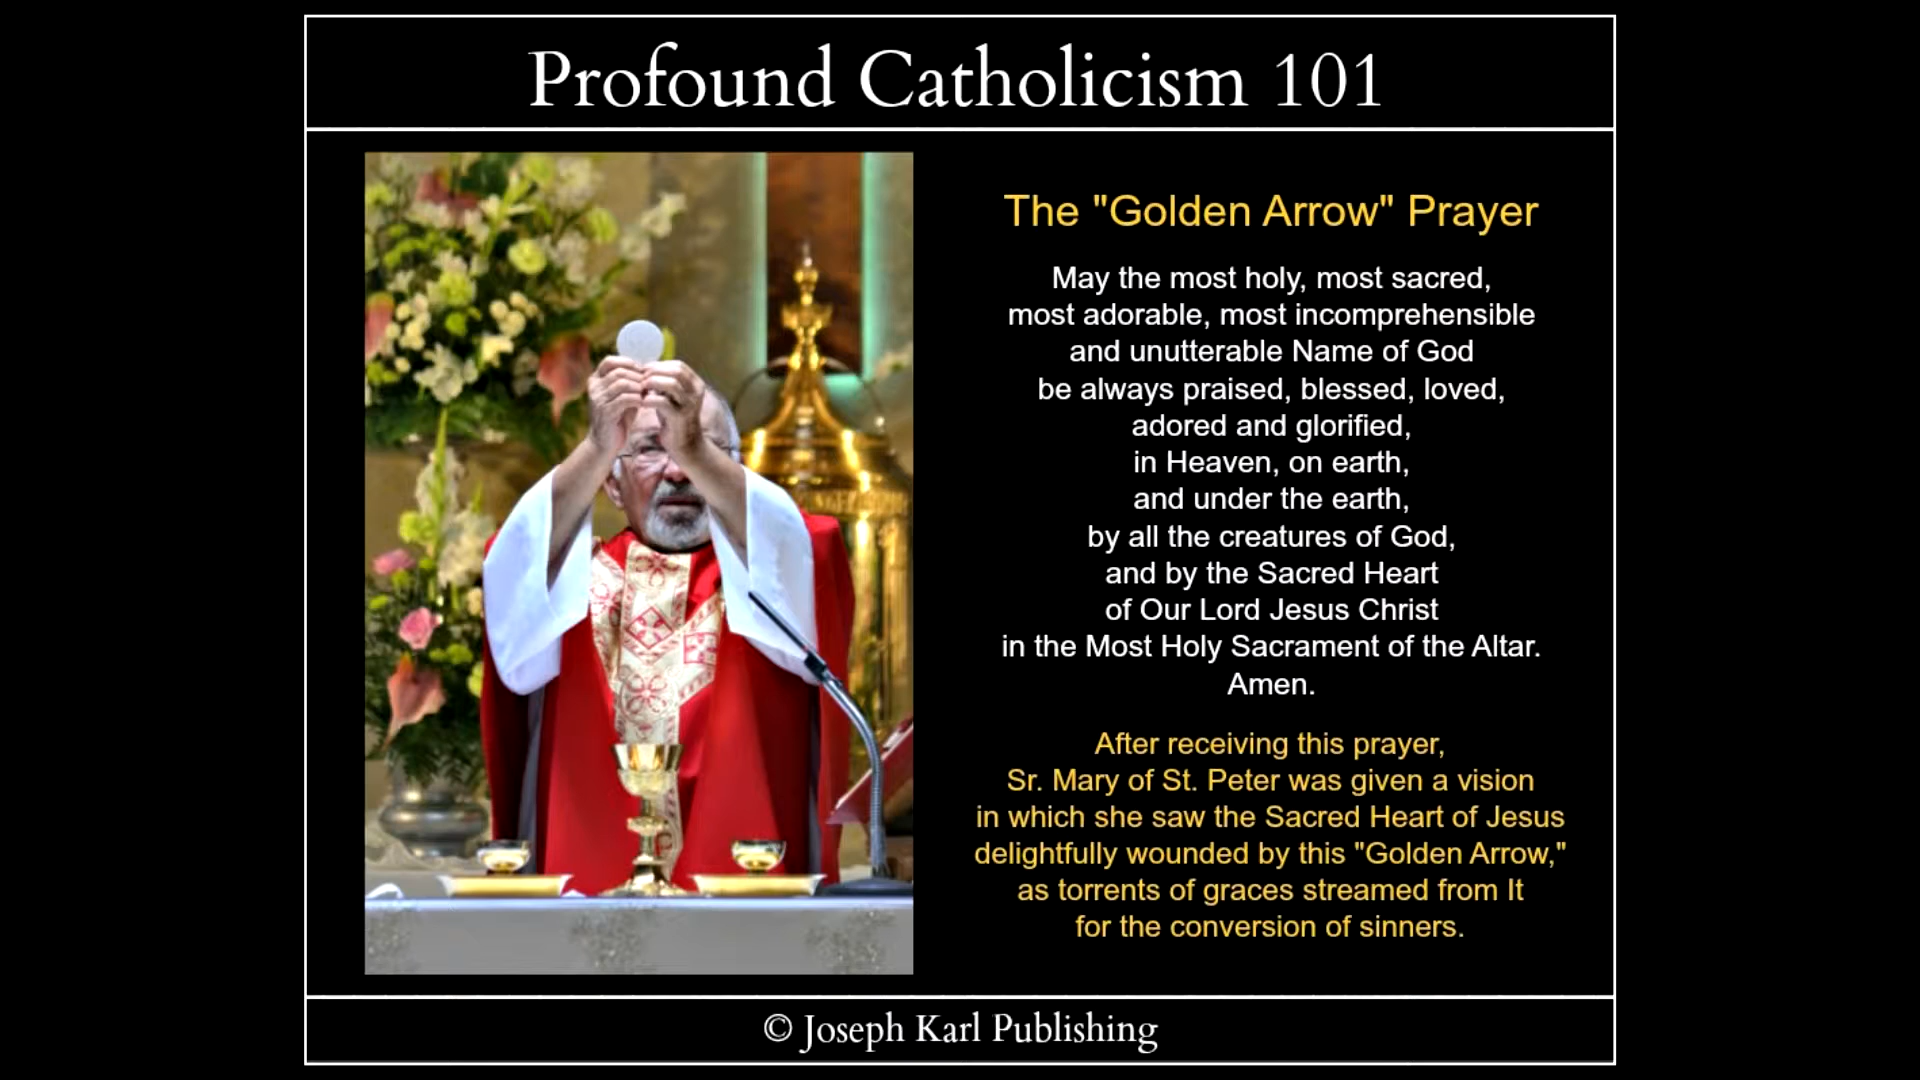 Profound Catholicism 101
The "Golden Arrow" Prayer
May the most holy, most sacred,
most adorable, most incomprehensible
and unutterable Name of God
be always praised, blessed, loved,
adored and glorified,
in Heaven, on earth,
and under the earth,
by all the creatures of God,
and by the Sacred Heart
of Our Lord Jesus Christ
in the Most Holy Sacrament of the Altar.
Amen.
After receiving this prayer,
Sr. Mary of St. Peter was given a vision
in which she saw the Sacred Heart of Jesus
delightfully wounded by this "Golden Arrow,"
as torrents of graces streamed from It
for the conversion of sinners.
© Joseph Karl Publishing